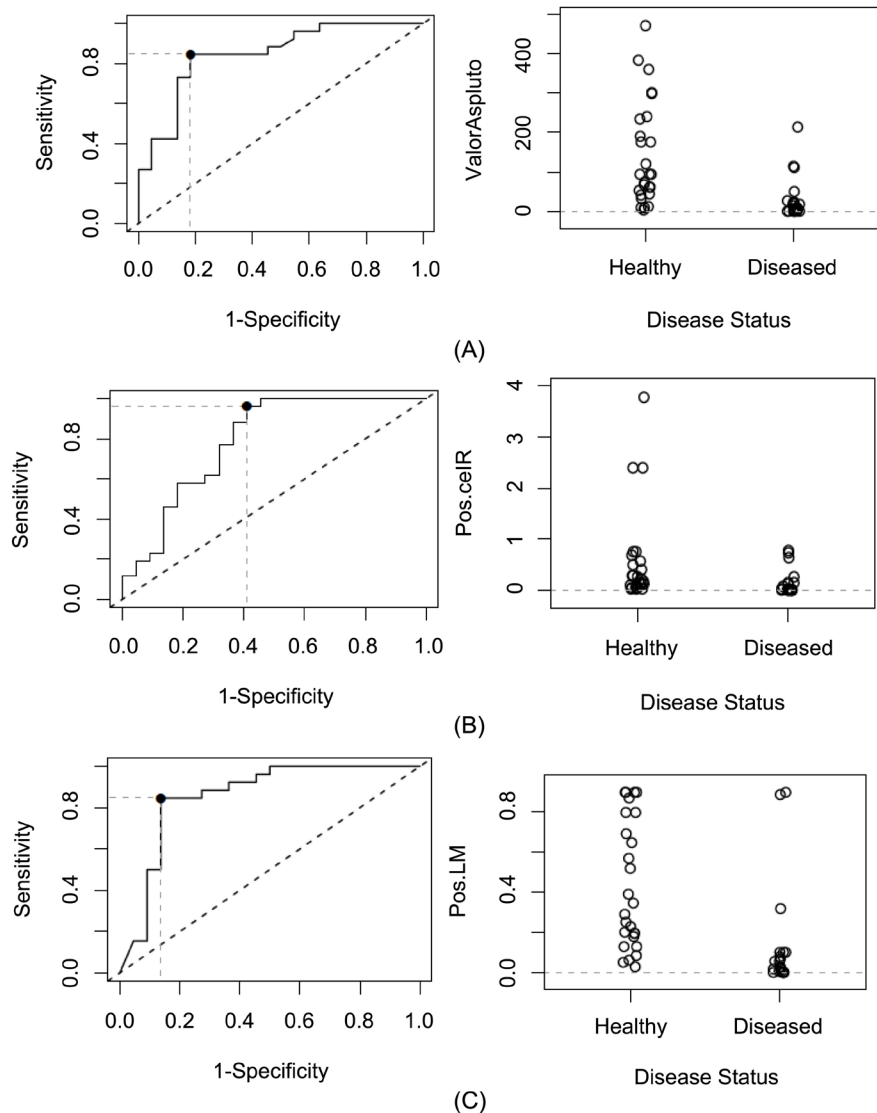 Sensitivity
0.0 0.4 0.8
0.0 0.2 0.4 0.6 0.8 1.0
1-Specificity
ValorAspluto
0 200 400
Healthy Diseased
Disease Status
(A)
Sensitivity
0.0 0.4 0.8
0.0 0.2 0.4 0.6 0.8 1.0
1-Specificity
Pos.celR
0 1 2 3 4
Healthy Diseased
Disease Status
(B)
Sensitivity
0.0 0.4 0.8
0.0 0.2 0.4 0.6 0.8 1.0
1-Specificity
Pos.LM
0.0 0.4 0.8
Healthy Diseased
Disease Status
(C)